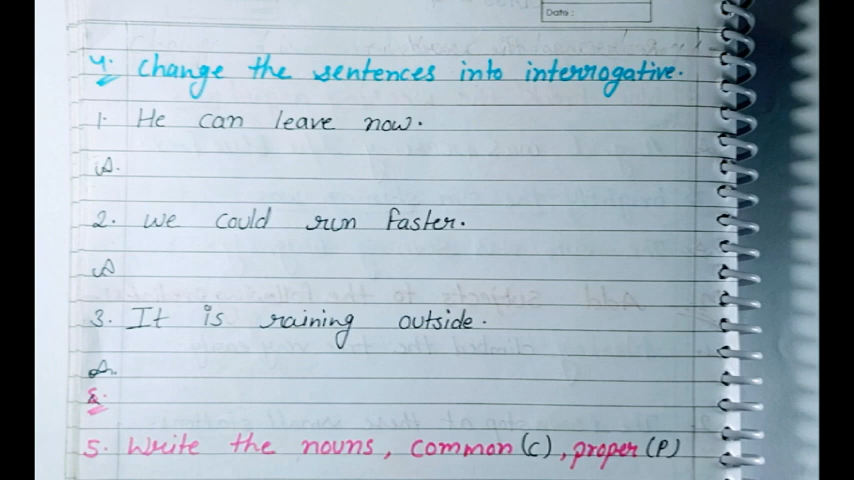 Date :
4. Change the sentences into interrogative.
1. He can leave now.
A.
2. We could run faster.
A
3. It is raining outside.
A.
&.
5. Write the nouns, common (C), proper (P)